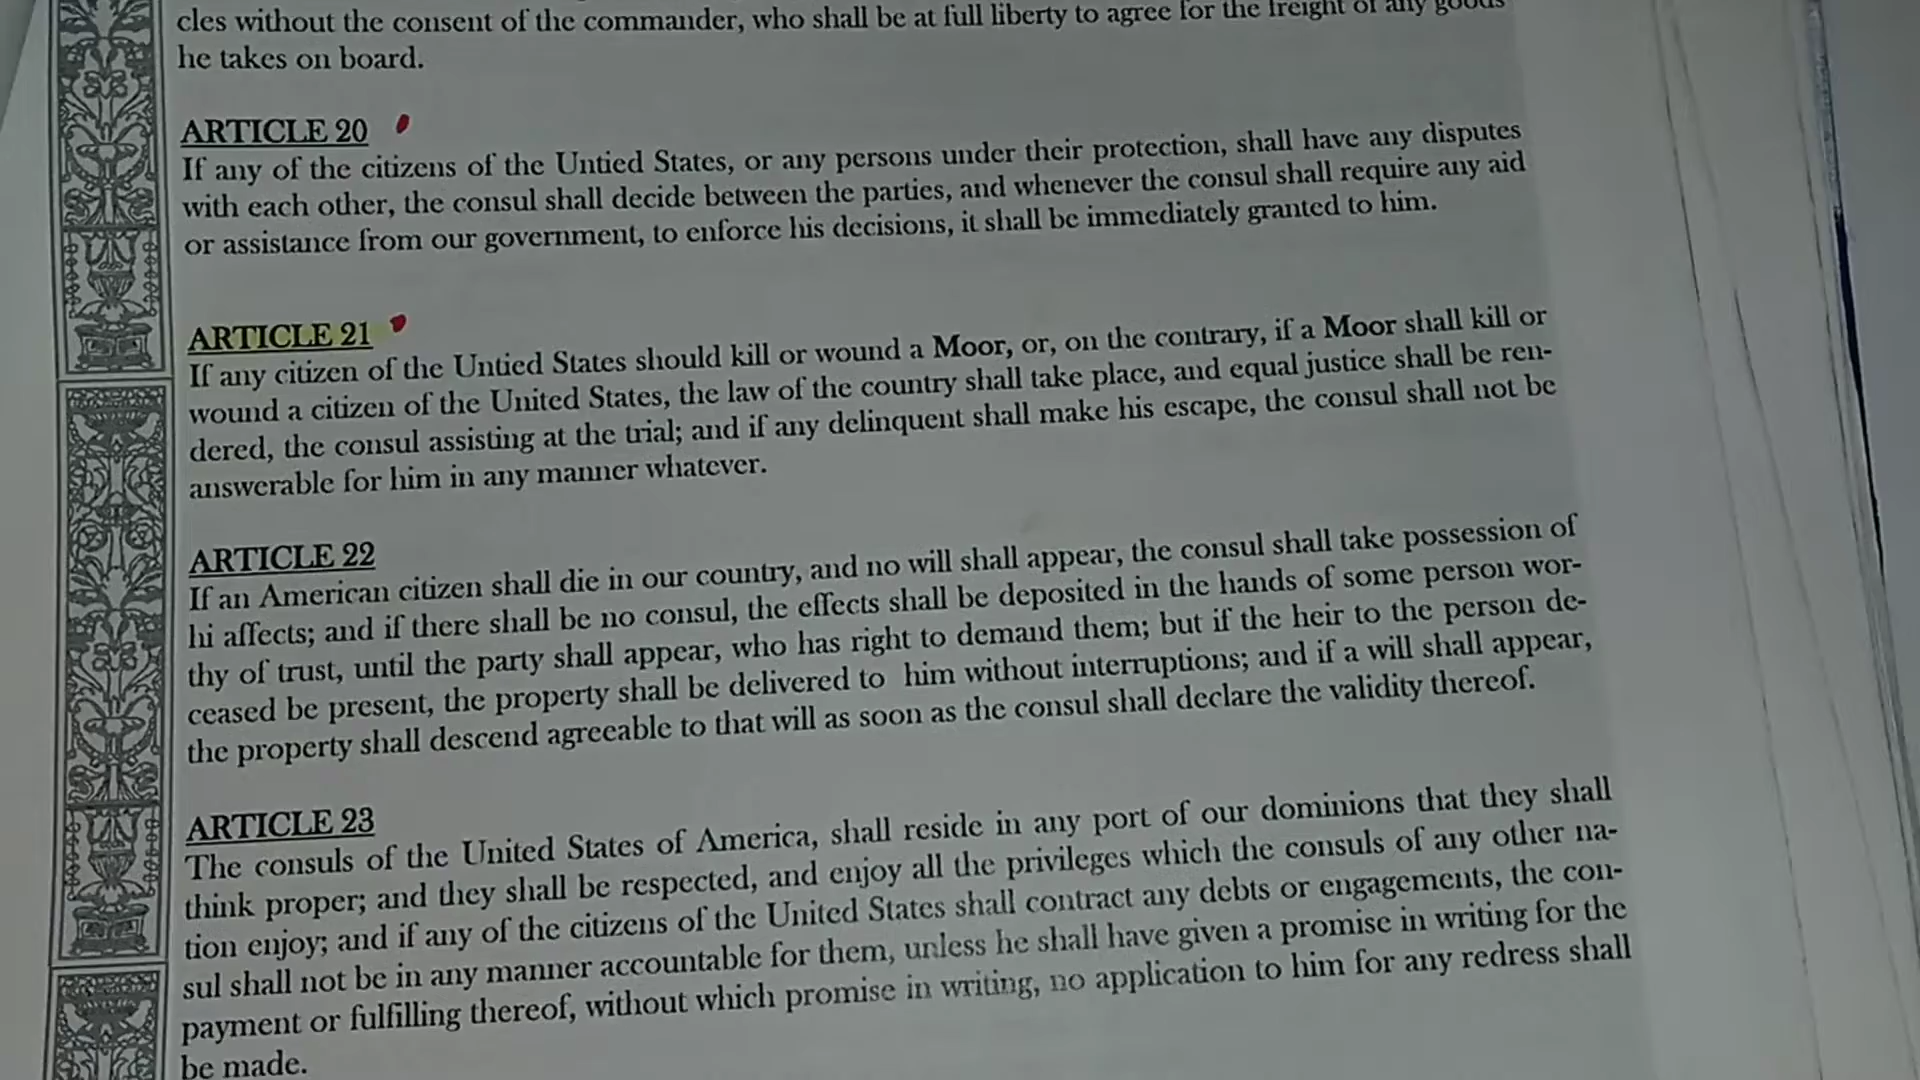 cles without the consent of the commander, who shall be at full liberty to agree for the freight of any goods
he takes on board.
ARTICLE 20
If any of the citizens of the Untied States, or any persons under their protection, shall have any disputes
with each other, the consul shall decide between the parties, and whenever the consul shall require any aid
or assistance from our government, to enforce his decisions, it shall be immediately granted to him.
ARTICLE 21
If any citizen of the Untied States should kill or wound a Moor, or, on the contrary, if a Moor shall kill or
wound a citizen of the United States, the law of the country shall take place, and equal justice shall be ren-
dered, the consul assisting at the trial; and if any delinquent shall make his escape, the consul shall not be
answerable for him in any manner whatever.
ARTICLE 22
If an American citizen shall die in our country, and no will shall appear, the consul shall take possession of
hi affects; and if there shall be no consul, the effects shall be deposited in the hands of some person wor-
thy of trust, until the party shall appear, who has right to demand them; but if the heir to the person de-
ceased be present, the property shall be delivered to him without interruptions; and if a will shall appear,
the property shall descend agreeable to that will as soon as the consul shall declare the validity thereof.
ARTICLE 23
The consuls of the United States of America, shall reside in any port of our dominions that they shall
think proper; and they shall be respected, and enjoy all the privileges which the consuls of any other na-
tion enjoy; and if any of the citizens of the United States shall contract any debts or engagements, the con-
sul shall not be in any manner accountable for them, unless he shall have given a promise in writing for the
payment or fulfilling thereof, without which promise in writing, no application to him for any redress shall
be made.